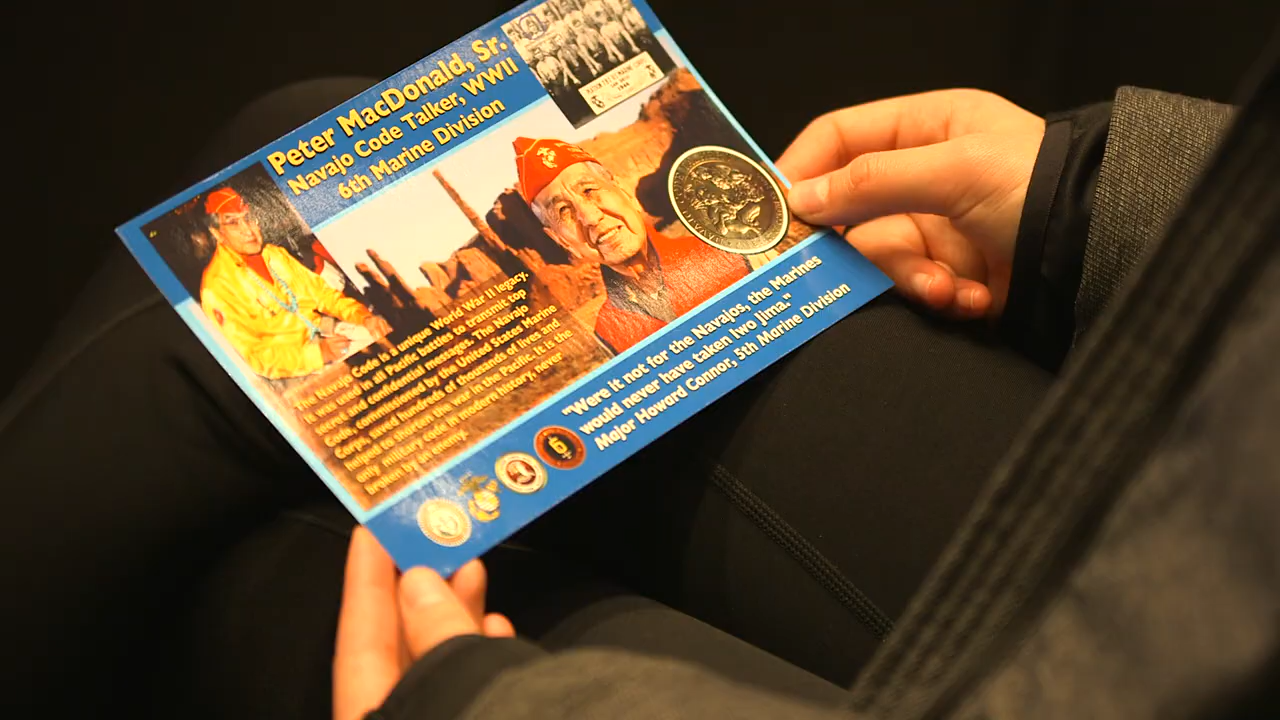 Peter MacDonald, Sr.
Navajo Code Talker, WWII
6th Marine Division
The Navajo Code is a unique World War II legacy.
It was used in all Pacific battles to transmit top
secret and confidential messages. The Navajo
Code, commissioned by the United States Marine
Corps, saved hundreds of thousands of lives and
helped to shorten the war in the Pacific. It is the
only military code in modern history, never
broken by an enemy.
"Were it not for the Navajos, the Marines
would never have taken Iwo Jima."
Major Howard Connor, 5th Marine Division
6